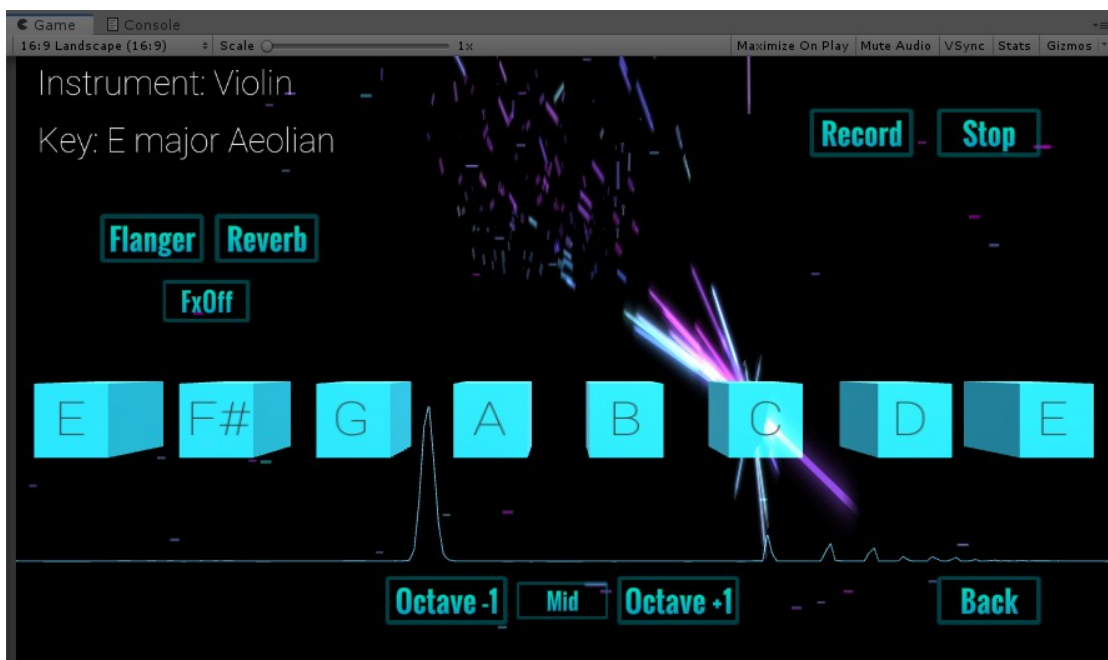 Game Console
16:9 Landscape (16:9) Scale 1x Maximize On Play Mute Audio VSync Stats Gizmos
Instrument: Violin
Key: E major Aeolian
Record Stop
Flanger Reverb
FxOff
E F# G A B C D E
Octave -1 Mid Octave +1 Back